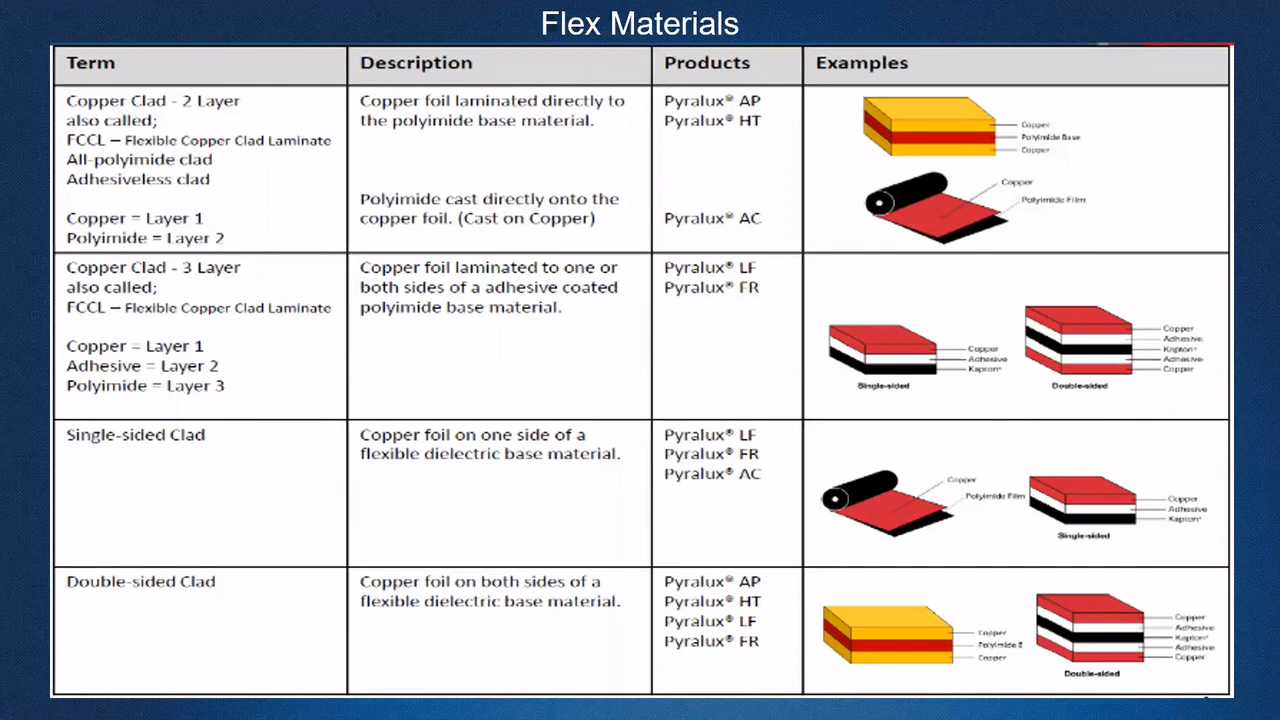 Flex Materials
Term
Description
Products
Examples
Copper Clad - 2 Layer
also called;
FCCL – Flexible Copper Clad Laminate
All-polyimide clad
Adhesiveless clad
Copper = Layer 1
Polyimide = Layer 2
Copper foil laminated directly to
the polyimide base material.
Polyimide cast directly onto the
copper foil. (Cast on Copper)
Pyralux® AP
Pyralux® HT
Pyralux® AC
Copper
Polyimide Base
Copper
Copper
Polyimide Film
Copper Clad - 3 Layer
also called;
FCCL – Flexible Copper Clad Laminate
Copper = Layer 1
Adhesive = Layer 2
Polyimide = Layer 3
Copper foil laminated to one or
both sides of a adhesive coated
polyimide base material.
Pyralux® LF
Pyralux® FR
Copper
Adhesive
Kapton®
Single-sided
Copper
Adhesive
Kapton®
Adhesive
Copper
Double-sided
Single-sided Clad
Copper foil on one side of a
flexible dielectric base material.
Pyralux® LF
Pyralux® FR
Pyralux® AC
Copper
Polyimide Film
Copper
Adhesive
Kapton®
Single-sided
Double-sided Clad
Copper foil on both sides of a
flexible dielectric base material.
Pyralux® AP
Pyralux® HT
Pyralux® LF
Pyralux® FR
Copper
Polyimide B
Copper
Copper
Adhesive
Kapton®
Adhesive
Copper
Double-sided